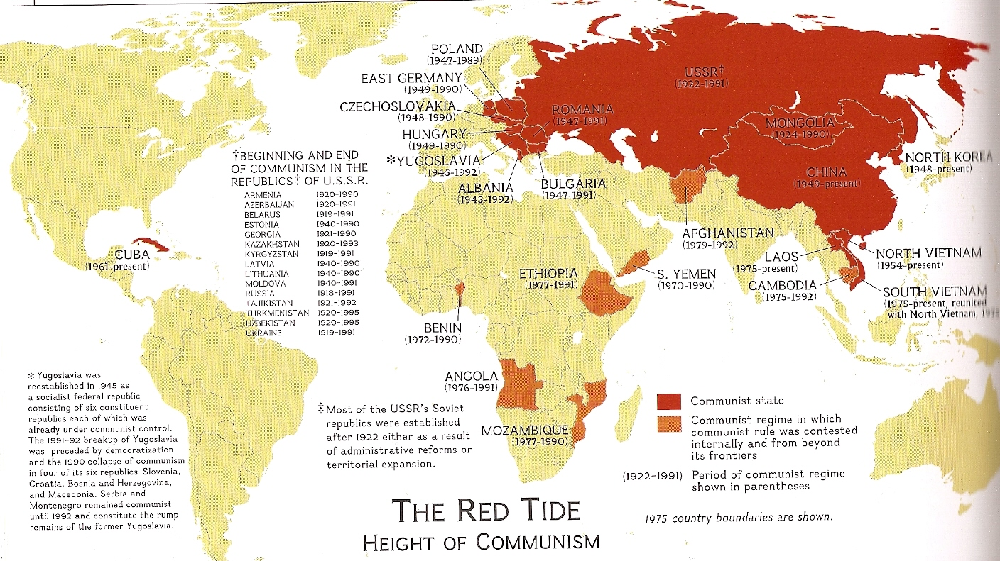 POLAND
(1947-1989)
EAST GERMANY
(1949-1990)
CZECHOSLOVAKIA
(1948-1990)
HUNGARY
(1949-1990)
*YUGOSLAVIA
(1945-1992)
ALBANIA
(1945-1992)
BULGARIA
(1947-1991)
ROMANIA
(1947-1991)
USSR†
(1922-1991)
MONGOLIA
(1924-1990)
CHINA
(1949-present)
NORTH KOREA
(1948-present)
AFGHANISTAN
(1979-1992)
LAOS
(1975-present)
NORTH VIETNAM
(1954-present)
CAMBODIA
(1975-1992)
SOUTH VIETNAM
(1975-present, reunited
with North Vietnam,
S. YEMEN
(1970-1990)
ETHIOPIA
(1977-1991)
BENIN
(1972-1990)
ANGOLA
(1976-1991)
MOZAMBIQUE
(1977-1990)
CUBA
(1961-present)
†BEGINNING AND END
OF COMMUNISM IN THE
REPUBLICS‡ OF U.S.S.R.
ARMENIA 1920-1990
AZERBAIJAN 1920-1991
BELARUS 1919-1991
ESTONIA 1940-1990
GEORGIA 1921-1990
KAZAKHSTAN 1920-1993
KYRGYZSTAN 1919-1991
LATVIA 1940-1990
LITHUANIA 1940-1990
MOLDOVA 1940-1991
RUSSIA 1918-1991
TAJIKISTAN 1921-1992
TURKMENISTAN 1920-1995
UZBEKISTAN 1920-1995
UKRAINE 1919-1991
* Yugoslavia was
reestablished in 1945 as
a socialist federal republic
consisting of six constituent
republics each of which was
already under communist control.
The 1991-92 breakup of Yugoslavia
was preceded by democratization
and the 1990 collapse of communism
in four of its six republics-Slovenia,
Croatia, Bosnia and Herzegovina,
and Macedonia. Serbia and
Montenegro remained communist
until 1992 and constitute the rump
remains of the former Yugoslavia.
‡Most of the USSR's Soviet
republics were established
after 1922 either as a result
of administrative reforms or
territorial expansion.
Communist state
Communist regime in which
communist rule was contested
internally and from beyond
its frontiers
(1922-1991) Period of communist regime
shown in parentheses
1975 country boundaries are shown.
THE RED TIDE
HEIGHT OF COMMUNISM